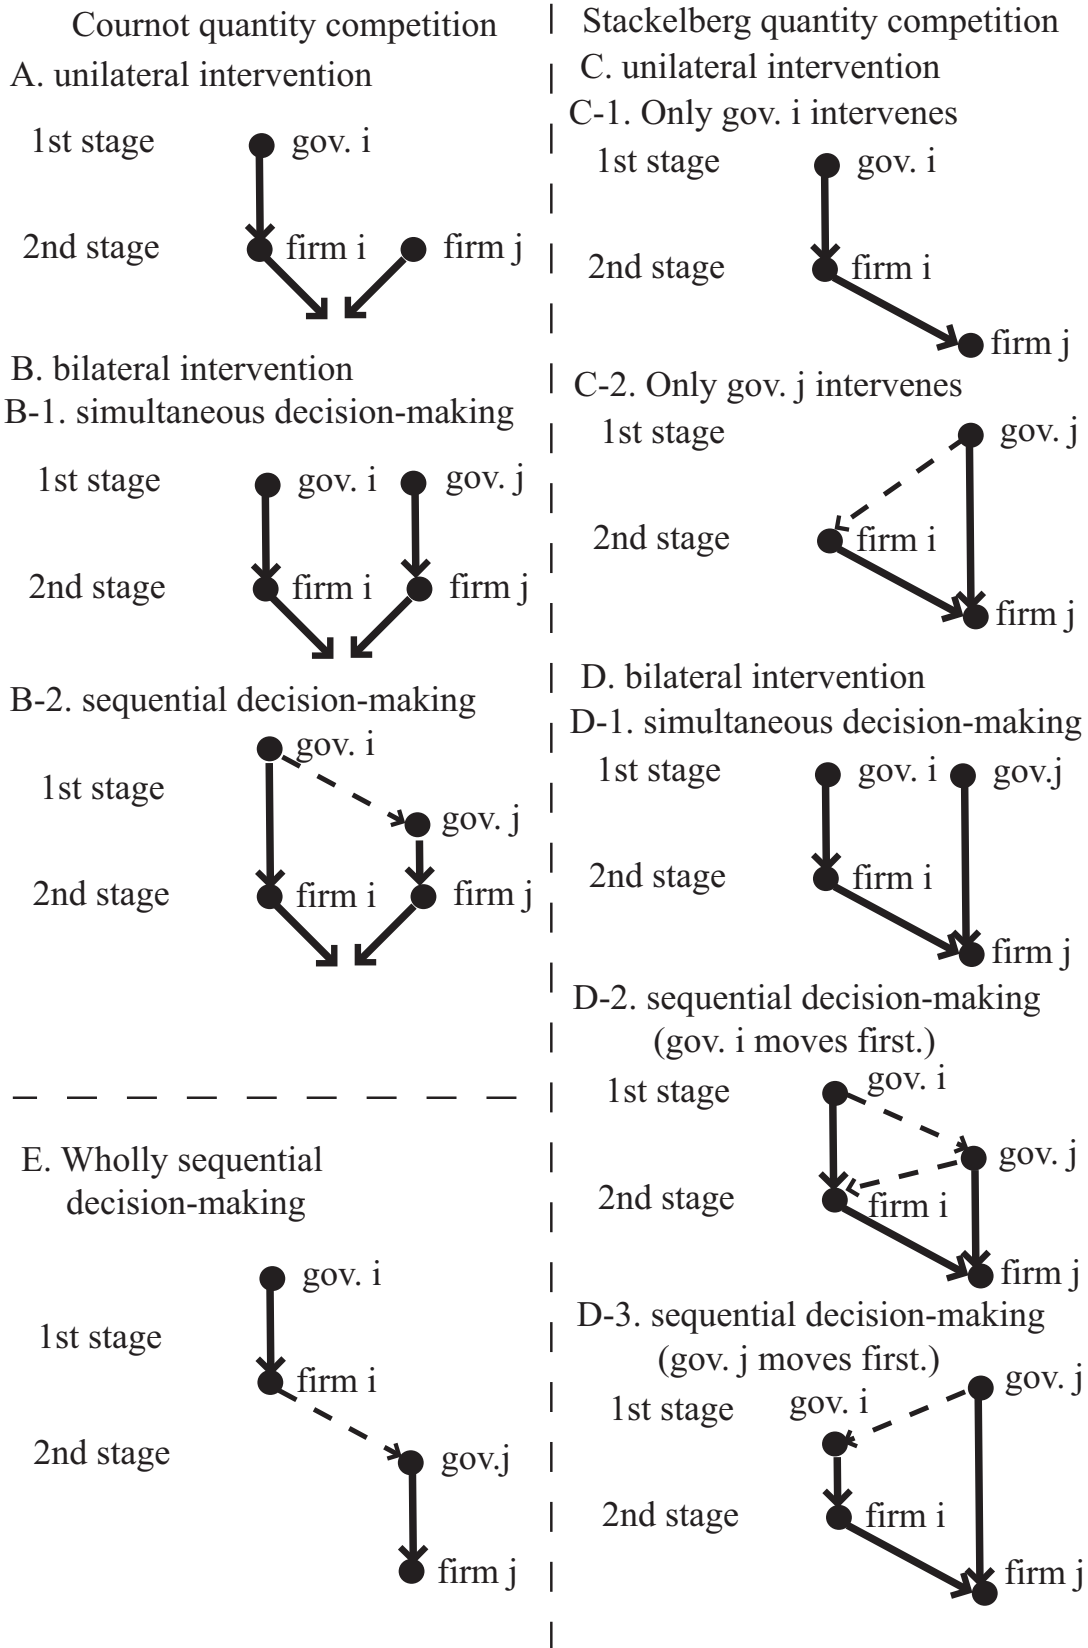 Cournot quantity competition
A. unilateral intervention
1st stage
gov. i
2nd stage
firm i
firm j
B. bilateral intervention
B-1. simultaneous decision-making
1st stage
gov. i
gov. j
2nd stage
firm i
firm j
B-2. sequential decision-making
gov. i
1st stage
gov. j
2nd stage
firm i
firm j
E. Wholly sequential
decision-making
gov. i
1st stage
firm i
2nd stage
gov.j
firm j
Stackelberg quantity competition
C. unilateral intervention
C-1. Only gov. i intervenes
1st stage
gov. i
2nd stage
firm i
firm j
C-2. Only gov. j intervenes
1st stage
gov. j
2nd stage
firm i
firm j
D. bilateral intervention
D-1. simultaneous decision-making
1st stage
gov. i
gov.j
2nd stage
firm i
firm j
D-2. sequential decision-making
(gov. i moves first.)
1st stage
gov. i
gov. j
2nd stage
firm i
firm j
D-3. sequential decision-making
(gov. j moves first.)
gov. j
1st stage
gov. i
2nd stage
firm i
firm j